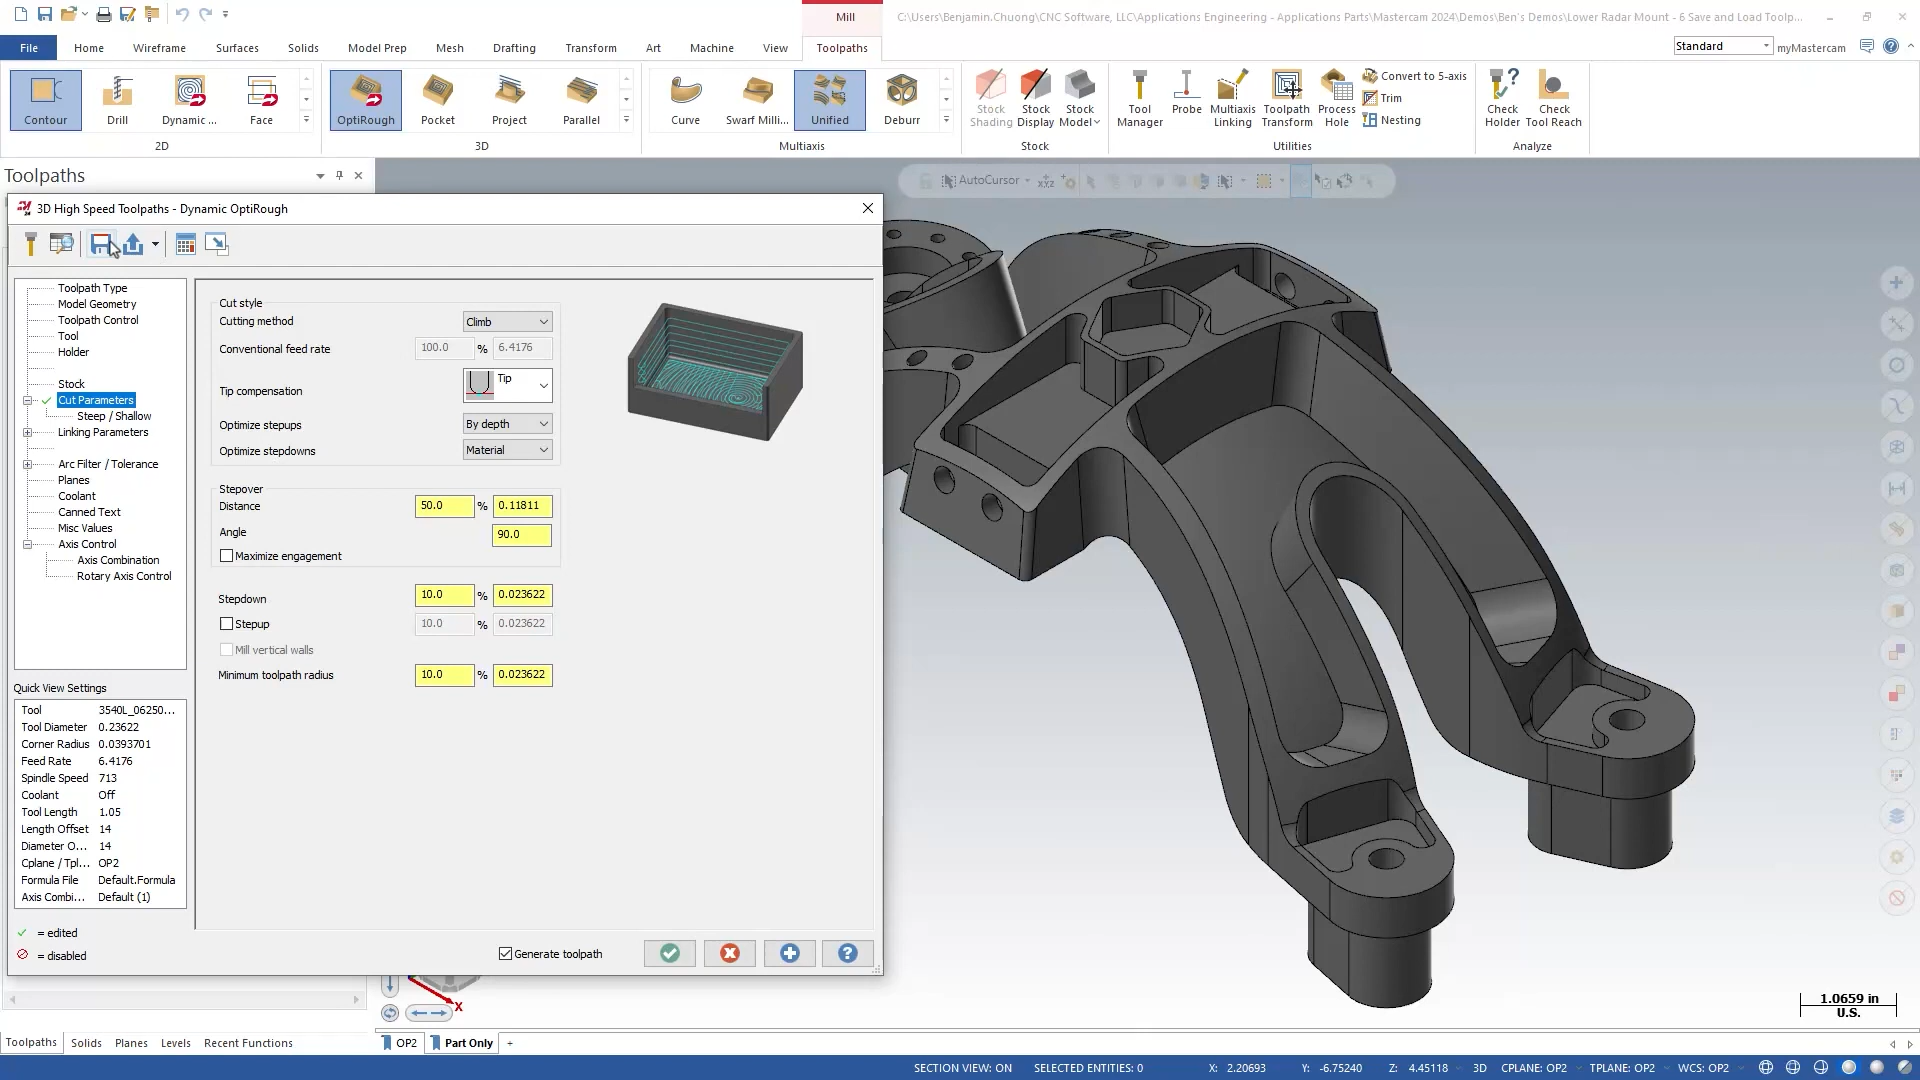 Mill
C:\Users\Benjamin.Chuong\CNC Software, LLC\Applications Engineering - Applications Parts\Mastercam 2024\Demos\Ben's Demos\Lower Radar Mount - 6 Save and Load Toolp...
File
Home
Wireframe
Surfaces
Solids
Model Prep
Mesh
Drafting
Transform
Art
Machine
View
Toolpaths
Standard
myMastercam
Contour
Drill
Dynamic ...
Face
2D
OptiRough
Pocket
Project
Parallel
3D
Curve
Swarf Milli...
Unified
Deburr
Multiaxis
Stock Shading
Stock Display
Stock Model
Stock
Tool Manager
Probe
Multiaxis Linking
Toolpath Transform
Process Hole
Convert to 5-axis
Trim
Nesting
Utilities
Check Holder
Check Tool Reach
Analyze
Toolpaths
AutoCursor
3D High Speed Toolpaths - Dynamic OptiRough
Toolpath Type
Model Geometry
Toolpath Control
Tool
Holder
Stock
Cut Parameters
Steep / Shallow
Linking Parameters
Arc Filter / Tolerance
Planes
Coolant
Canned Text
Misc Values
Axis Control
Axis Combination
Rotary Axis Control
Cut style
Cutting method Climb
Conventional feed rate 100.0 % 6.4176
Tip compensation Tip
Optimize stepups By depth
Optimize stepdowns Material
Stepover
Distance 50.0 % 0.11811
Angle 90.0
Maximize engagement
Stepdown 10.0 % 0.023622
Stepup 10.0 % 0.023622
Mill vertical walls
Minimum toolpath radius 10.0 % 0.023622
Quick View Settings
Tool 3540L_06250...
Tool Diameter 0.23622
Corner Radius 0.0393701
Feed Rate 6.4176
Spindle Speed 713
Coolant Off
Tool Length 1.05
Length Offset 14
Diameter O... 14
Cplane / Tpl... OP2
Formula File Default.Formula
Axis Combi... Default (1)
= edited
= disabled
Generate toolpath
X
1.0659 in
U.S.
Toolpaths
Solids
Planes
Levels
Recent Functions
OP2
Part Only
+
SECTION VIEW: ON
SELECTED ENTITIES: 0
X: 2.20693
Y: -6.75240
Z: 4.45118
3D
CPLANE: OP2
TPLANE: OP2
WCS: OP2